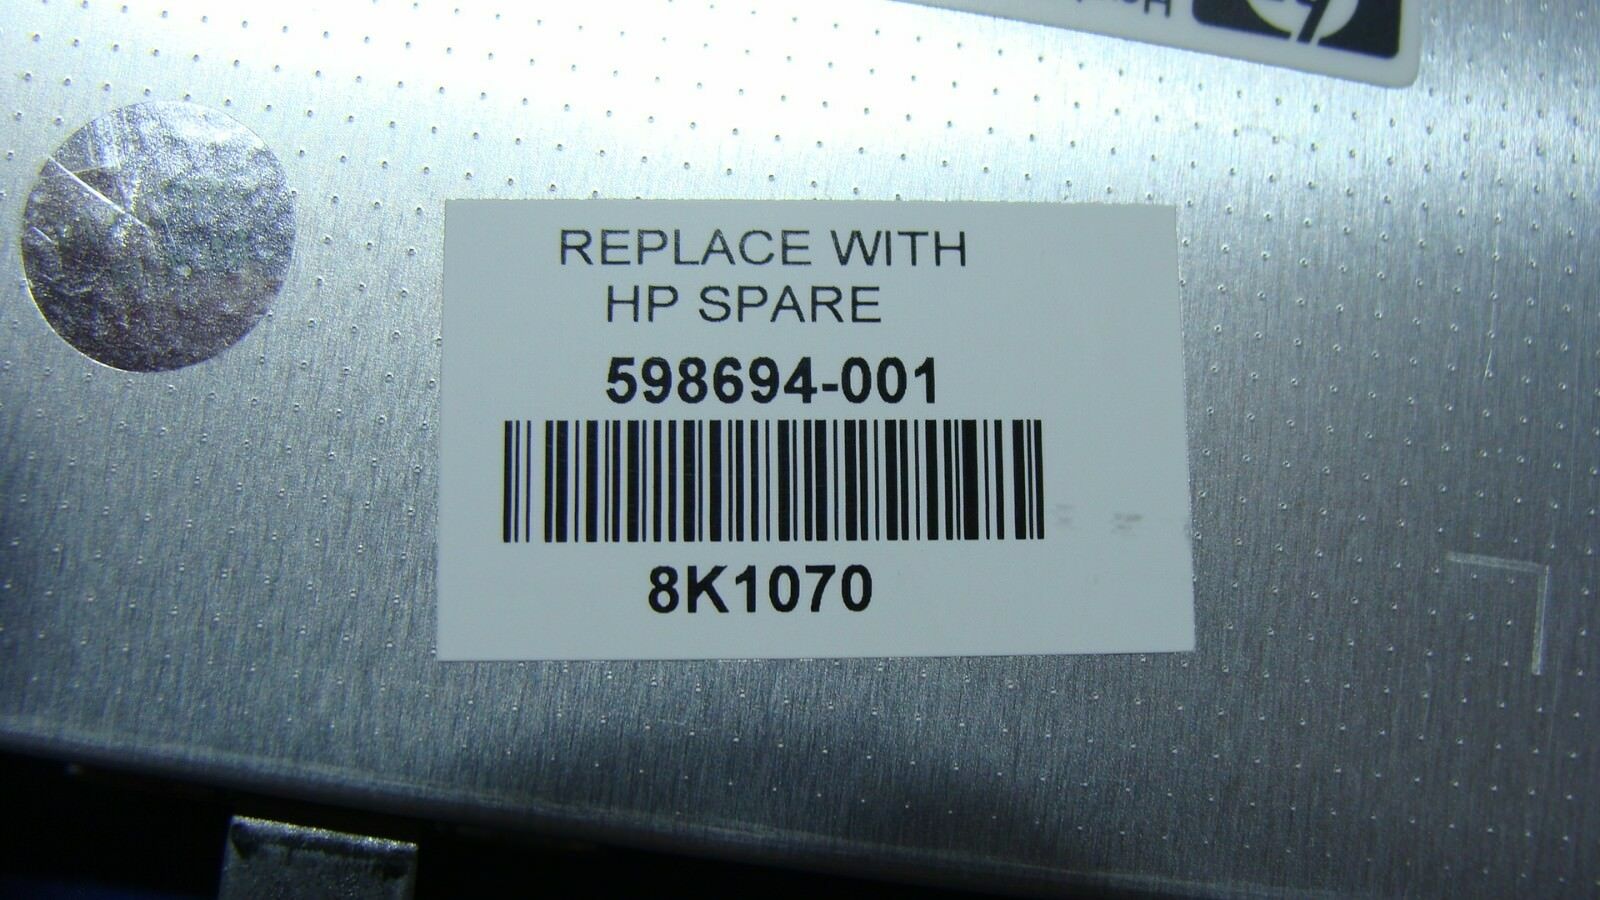 REPLACE WITH
HP SPARE
598694-001
8K1070